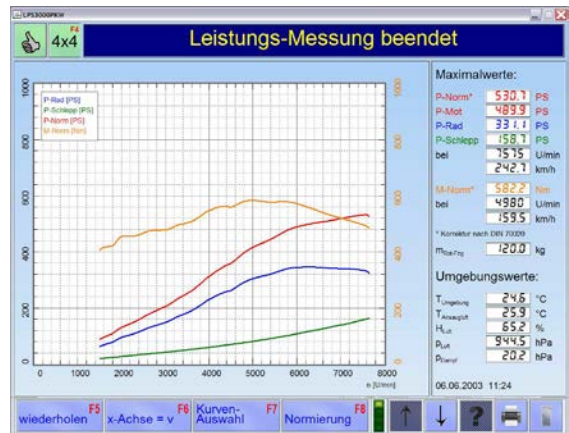 LPS3000PKW
F4
4x4
Leistungs-Messung beendet
P-Rad [PS]
P-Schlepp [PS]
P-Norm [PS]
M-Norm [Nm]
1000
800
600
400
200
0
1000
800
600
400
200
0
0 1000 2000 3000 4000 5000 6000 7000 8000
n [U/min]
Maximalwerte:
P-Norm* 530.7 PS
P-Mot 489.9 PS
P-Rad 331.1 PS
P-Schlepp 158.7 PS
bei 7575 U/min
242.7 km/h
M-Norm* 582.2 Nm
bei 4980 U/min
159.5 km/h
* Korrektur nach DIN 70020
120.0 kg
Umgebungswerte:
T Umgebung 24.6 °C
T Ansaugluft 25.9 °C
H Luft 65.2 %
p Luft 944.5 hPa
p Dampf 20.2 hPa
06.06.2003 11:24
wiederholen F5
x-Achse = v F6
Kurven-Auswahl F7
Normierung F8
?